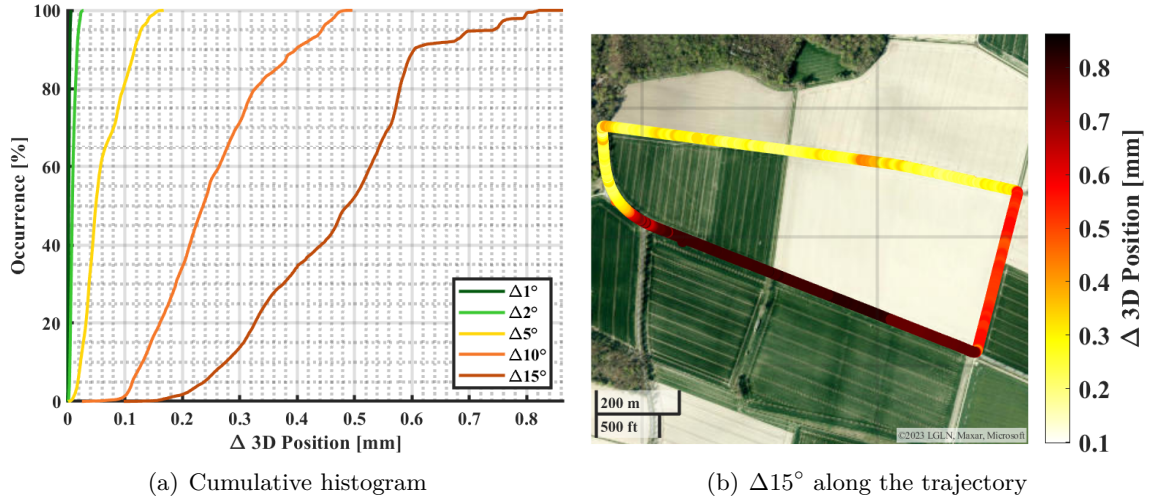 100
80
60
40
20
0
Occurrence [%]
0
0.1
0.2
0.3
0.4
0.5
0.6
0.7
0.8
Δ 3D Position [mm]
Δ1°
Δ2°
Δ5°
Δ10°
Δ15°
(a) Cumulative histogram
200 m
500 ft
©2023 LGLN, Maxar, Microsoft
0.8
0.7
0.6
0.5
0.4
0.3
0.2
0.1
Δ 3D Position [mm]
(b) Δ15° along the trajectory